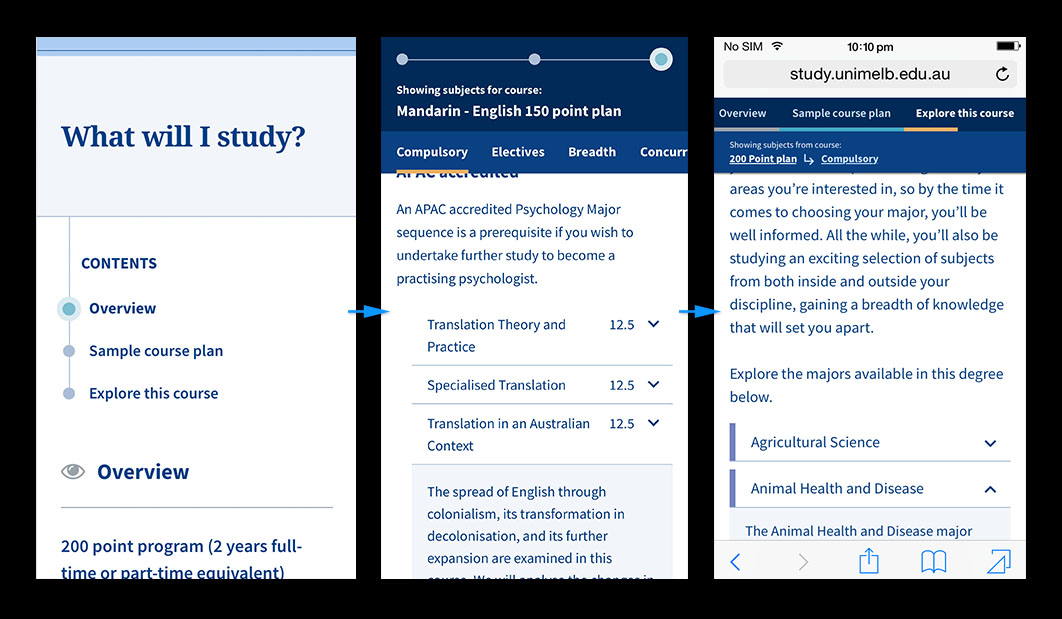 What will I study?
CONTENTS
Overview
Sample course plan
Explore this course
Overview
200 point program (2 years full-
time or part-time equivalent)
Showing subjects for course:
Mandarin - English 150 point plan
Compulsory Electives Breadth Concurr
APAC accredited
An APAC accredited Psychology Major
sequence is a prerequisite if you wish to
undertake further study to become a
practising psychologist.
Translation Theory and 12.5
Practice
Specialised Translation 12.5
Translation in an Australian 12.5
Context
The spread of English through
colonialism, its transformation in
decolonisation, and its further
expansion are examined in this
course. We will analyse the changes in
No SIM 10:10 pm
study.unimelb.edu.au
Overview Sample course plan Explore this course
Showing subjects from course:
200 Point plan Compulsory
areas you're interested in, so by the time it
comes to choosing your major, you'll be
well informed. All the while, you'll also be
studying an exciting selection of subjects
from both inside and outside your
discipline, gaining a breadth of knowledge
that will set you apart.
Explore the majors available in this degree
below.
Agricultural Science
Animal Health and Disease
The Animal Health and Disease major